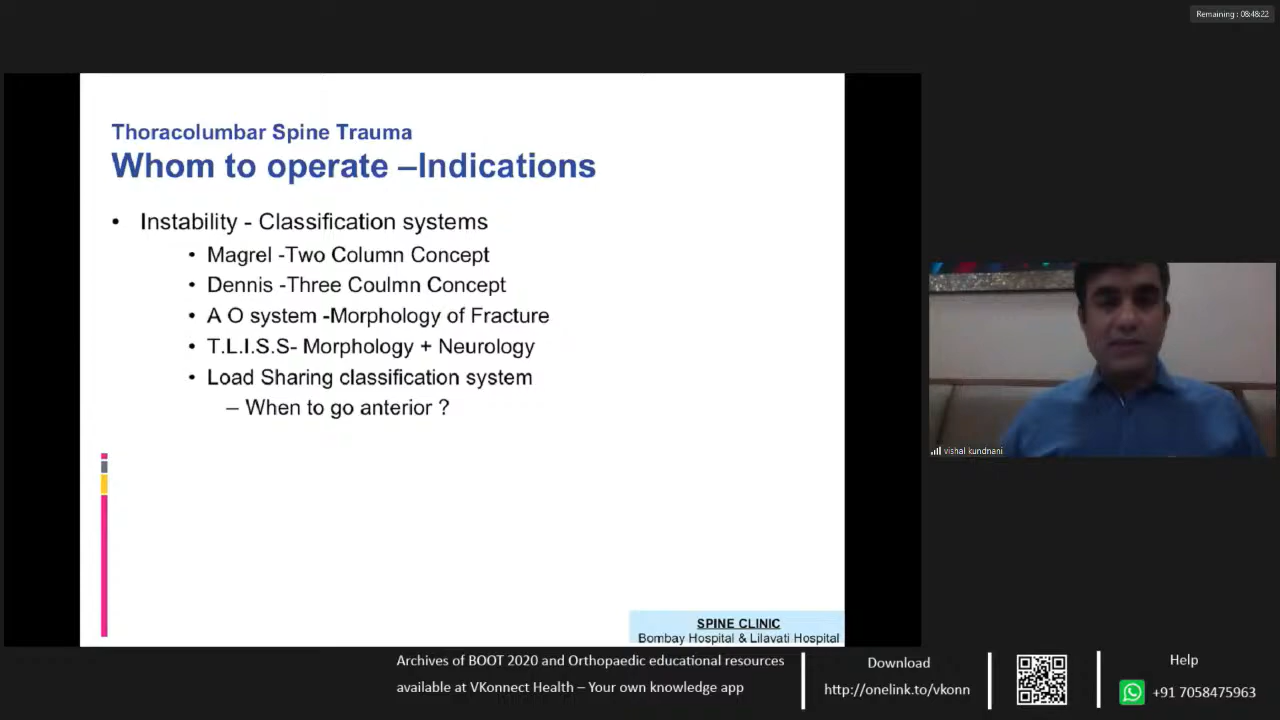 Remaining : 08:48:22
Thoracolumbar Spine Trauma
Whom to operate –Indications
• Instability - Classification systems
• Magrel -Two Column Concept
• Dennis -Three Coulmn Concept
• A O system -Morphology of Fracture
• T.L.I.S.S- Morphology + Neurology
• Load Sharing classification system
– When to go anterior ?
vishal kundnani
SPINE CLINIC
Bombay Hospital & Lilavati Hospital
Archives of BOOT 2020 and Orthopaedic educational resources
available at VKonnect Health – Your own knowledge app
Download
http://onelink.to/vkonn
Help
+91 7058475963